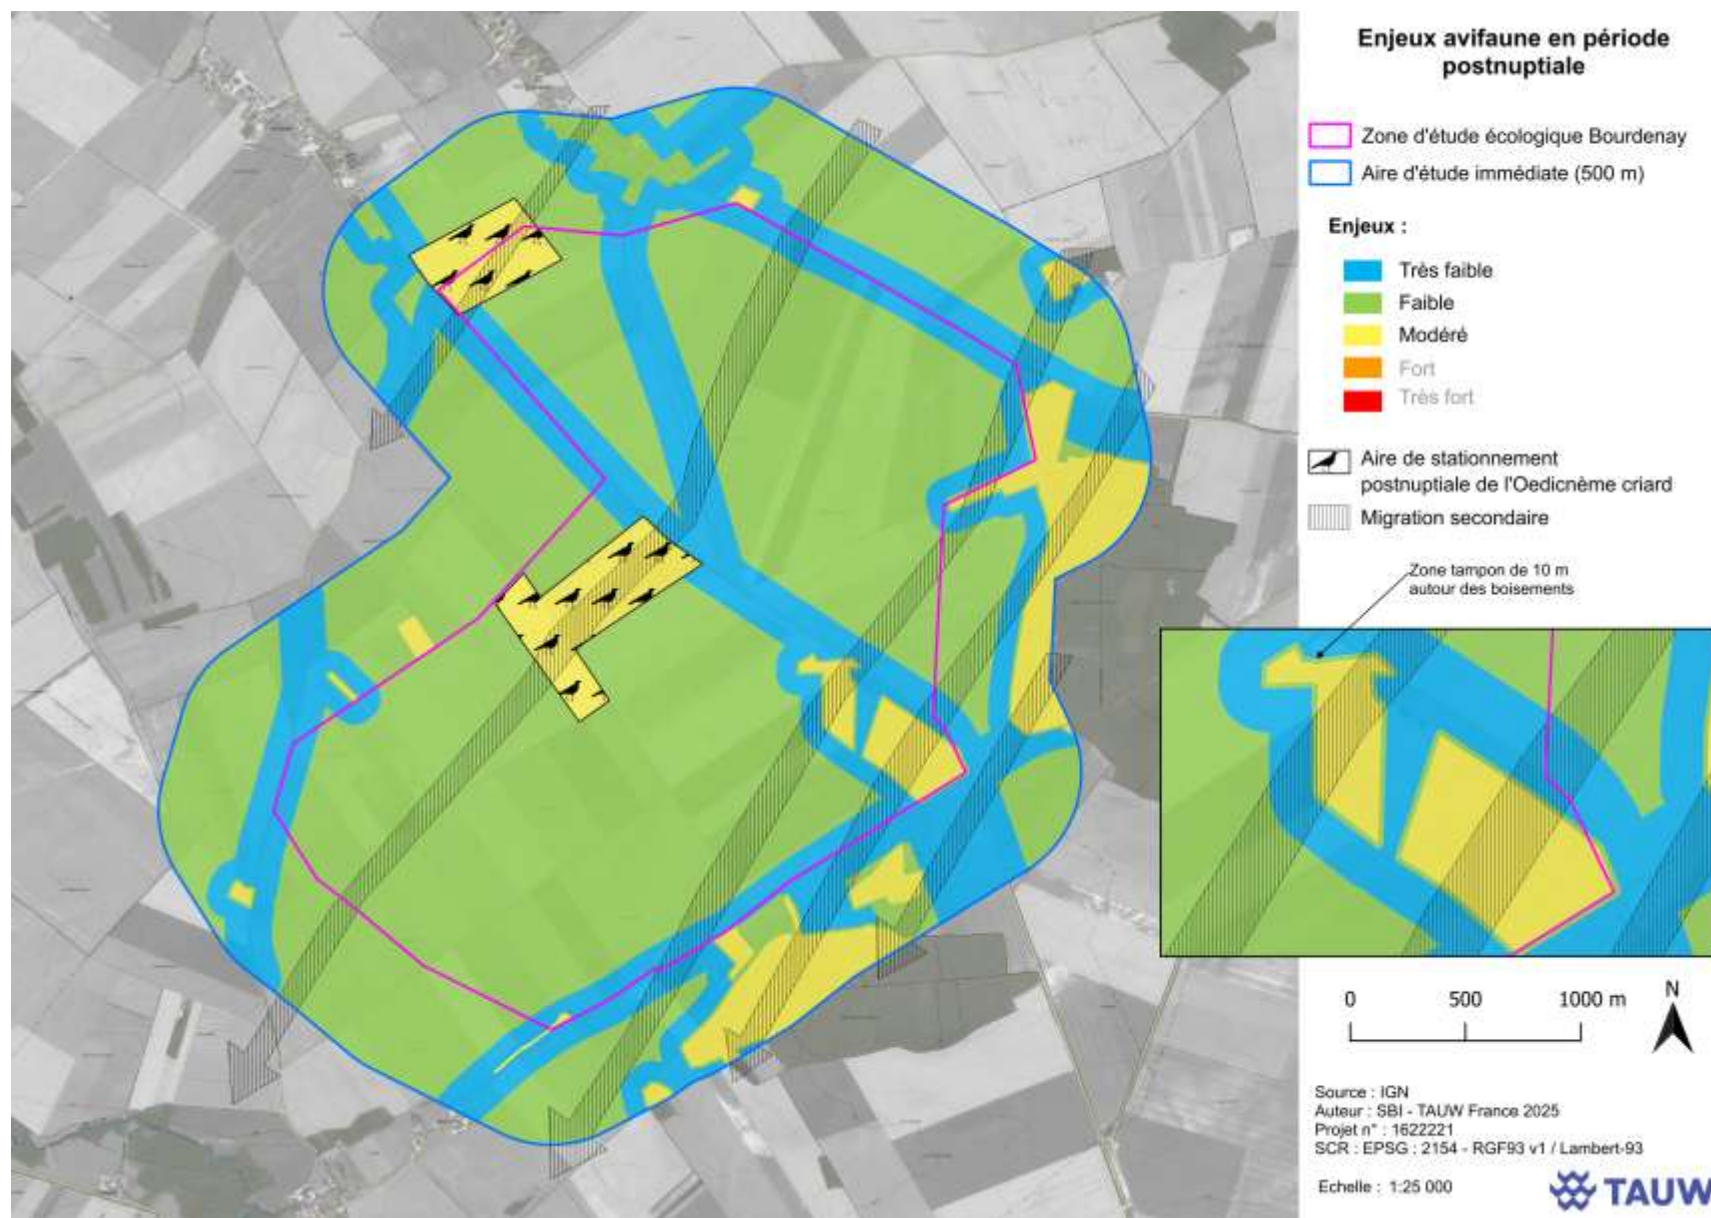 Enjeux avifaune en période
postnuptiale
Zone d'étude écologique Bourdenay
Aire d'étude immédiate (500 m)
Enjeux :
Très faible
Faible
Modéré
Fort
Très fort
Aire de stationnement
postnuptiale de l'Oedicnème criard
Migration secondaire
Zone tampon de 10 m
autour des boisements
0 500 1000 m
N
Source : IGN
Auteur : SBI - TAUW France 2025
Projet n° : 1622221
SCR : EPSG : 2154 - RGF93 v1 / Lambert-93
Echelle : 1:25 000
TAUW